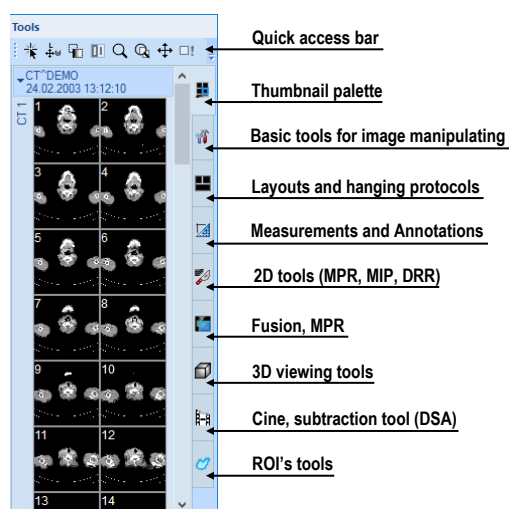 Tools
Quick access bar
CT^DEMO
24.02.2003 13:12:10
Thumbnail palette
CT 1
1 2
Basic tools for image manipulating
3 4
Layouts and hanging protocols
Measurements and Annotations
5 6
2D tools (MPR, MIP, DRR)
7 8
Fusion, MPR
9 10
3D viewing tools
Cine, subtraction tool (DSA)
11 12
ROI's tools
13 14